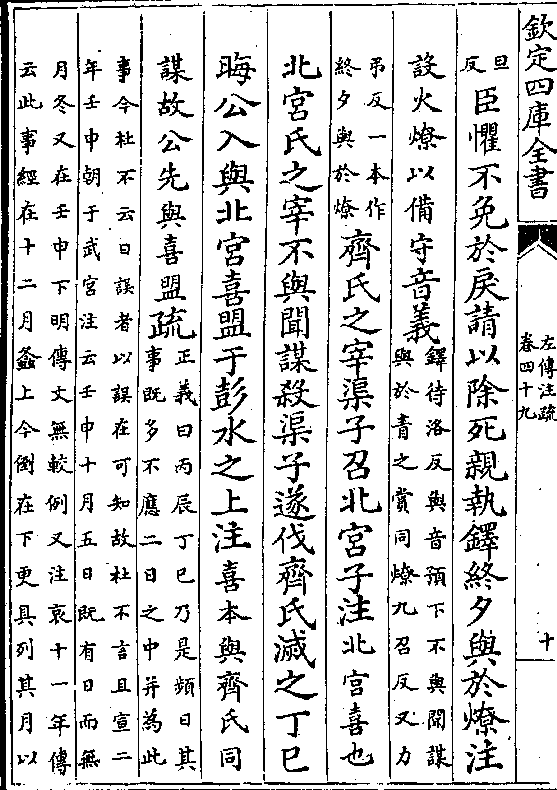 欽定四庫全書
左傳注疏
卷四十九
十
旦
反
臣懼不免於戾請以除死親執鐸終夕與於燎注
設火燎以備守音義
鐸待洛反與音預下不與聞謀
與於青之賞同燎九召反又力
弔反一本作
終夕與於燎
齊氏之宰渠子召北宮子注
北宮喜也
北宮氏之宰不與聞謀殺渠子遂伐齊氏滅之丁巳
晦公入與北宮喜盟于彭水之上注喜本與齊氏同
謀故公先與喜盟疏
正義曰丙辰丁巳乃是頻日其
事既多不應二日之中并為此
事今杜不云日誤者以誤在可知故杜不言且宣二
年壬申朝于武宮注云壬申十月五日既有日而無
月冬又在壬申下明傳文無較例又注哀十一年傳
云此事經在十二月螽上今倒在下更具列其月以